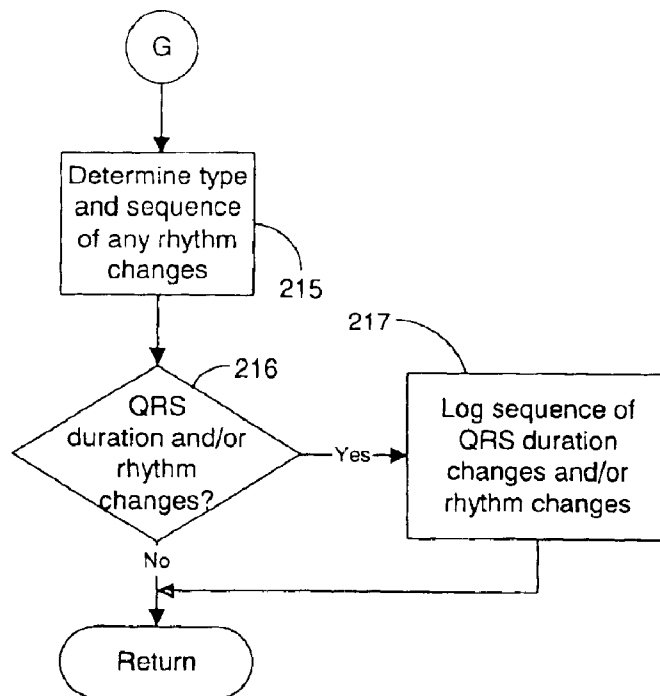 G
Determine type
and sequence
of any rhythm
changes
215
217
216
QRS
duration and/or
rhythm
changes?
Yes
Log sequence of
QRS duration
changes and/or
rhythm changes
No
Return